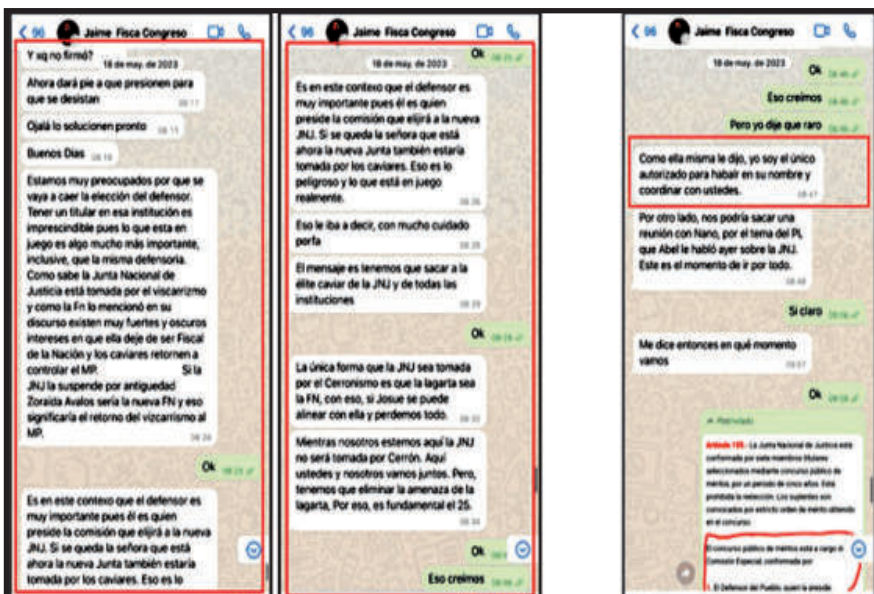 96 Jaime Fisca Congreso
Y xq no firmó?
18 de may. de 2023
Ahora dará pie a que presionen para
que se desistan
08:17
Ojalá lo solucionen pronto
Buenos Dias
Estamos muy preocupados por que se
vaya a caer la elección del defensor.
Tener un titular en esa institución es
imprescindible pues lo que esta en
juego es algo mucho más importante,
inclusive, que la misma defensoria.
Como sabe la Junta Nacional de
Justicia está tomada por el viscarrizmo
y como la Fn lo mencionó en su
discurso existen muy fuertes y oscuros
intereses en que ella deje de ser Fiscal
de la Nación y los caviares retornen a
controlar el MP. Si la
JNJ la suspende por antiguedad
Zoraida Avalos sería la nueva FN y eso
significaría el retorno del vizcarrismo al
MP.
Ok
Es en este contexo que el defensor es
muy importante pues él es quien
preside la comisión que elijirá a la nueva
JNJ. Si se queda la señora que está
ahora la nueva Junta también estaría
tomada por los caviares. Eso es lo
96 Jaime Fisca Congreso
Ok
18 de may. de 2023
Es en este contexo que el defensor es
muy importante pues él es quien
preside la comisión que elijirá a la nueva
JNJ. Si se queda la señora que está
ahora la nueva Junta también estaría
tomada por los caviares. Eso es lo
peligroso y lo que está en juego
realmente.
Eso le iba a decir, con mucho cuidado
porfa
El mensaje es tenemos que sacar a la
élite caviar de la JNJ y de todas las
instituciones
Ok
La única forma que la JNJ sea tomada
por el Cerronismo es que la lagarta sea
la FN, con eso, si Josue se puede
alinear con ella y perdemos todo.
Mientras nosotros estemos aquí la JNJ
no será tomada por Cerrón. Aquí
ustedes y nosotros vamos juntos. Pero,
tenemos que eliminar la amenaza de la
lagarta, Por eso, es fundamental el 25.
Ok
Eso creimos
96 Jaime Fisca Congreso
18 de may. de 2023
Ok
Eso creimos
Pero yo dije que raro
Como ella misma le dijo, yo soy el único
autorizado para habalr en su nombre y
coordinar con ustedes.
08:47
Por otro lado, nos podría sacar una
reunión con Nano, por el tema del PL
que Abel le habló ayer sobre la JNJ.
Este es el momento de ir por todo.
08:48
Si claro
Me dice entonces en qué momento
vamos
Ok
Reenviado
Artículo 155.- La Junta Nacional de Justicia está
conformada por siete miembros titulares
seleccionados mediante concurso público de
méritos, por un periodo de cinco años. Está
prohibida la reelección. Los suplentes son
convocados por estricto orden de mérito obtenido
en el concurso.
El concurso público de méritos está a cargo de
Comisión Especial, conformada por
1. El Defensor del Pueblo, quien la preside